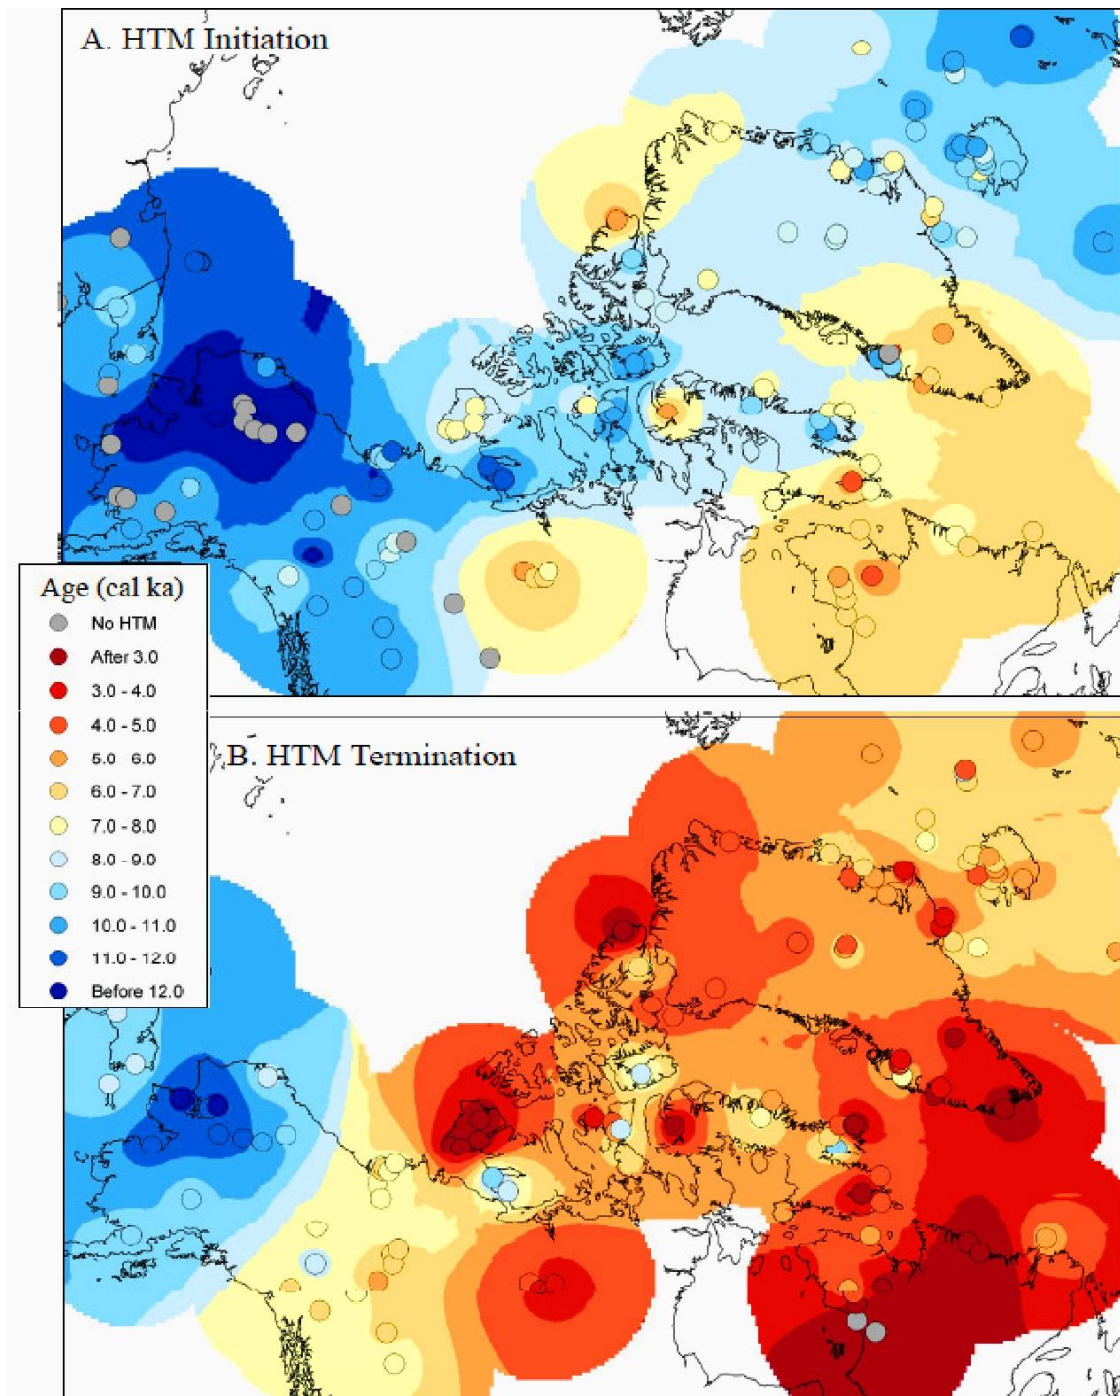 A. HTM Initiation
Age (cal ka)
No HTM
After 3.0
3.0 - 4.0
4.0 - 5.0
5.0 - 6.0
6.0 - 7.0
7.0 - 8.0
8.0 - 9.0
9.0 - 10.0
10.0 - 11.0
11.0 - 12.0
Before 12.0
B. HTM Termination